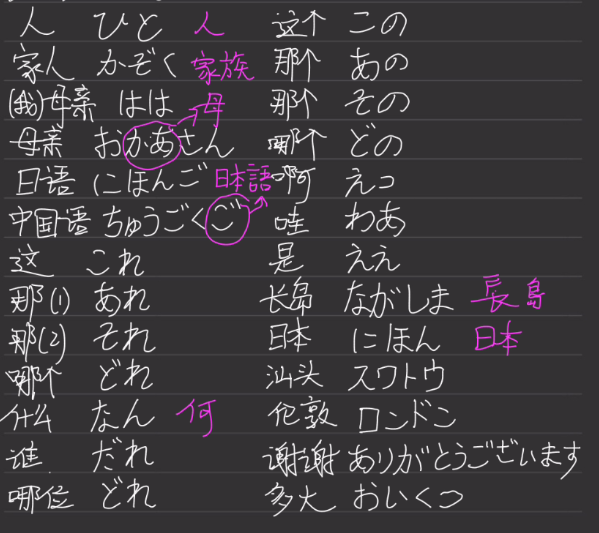 人 ひと 人 这个 この
家人 かぞく 家族 那个 あの
(我)母亲 はは 母 那个 その
母亲 おかあさん 哪个 どの
日语 にほんご 日本語 啊 えっ
中国语 ちゅうごくご 哇 わあ
这 これ 是 ええ
那(1) あれ 长岛 ながしま 長島
那(2) それ 日本 にほん 日本
哪个 どれ 汕头 スワトウ
什么 なん 何 伦敦 ロンドン
谁 だれ 谢谢 ありがとうございます
哪位 どれ 多大 おいくつ